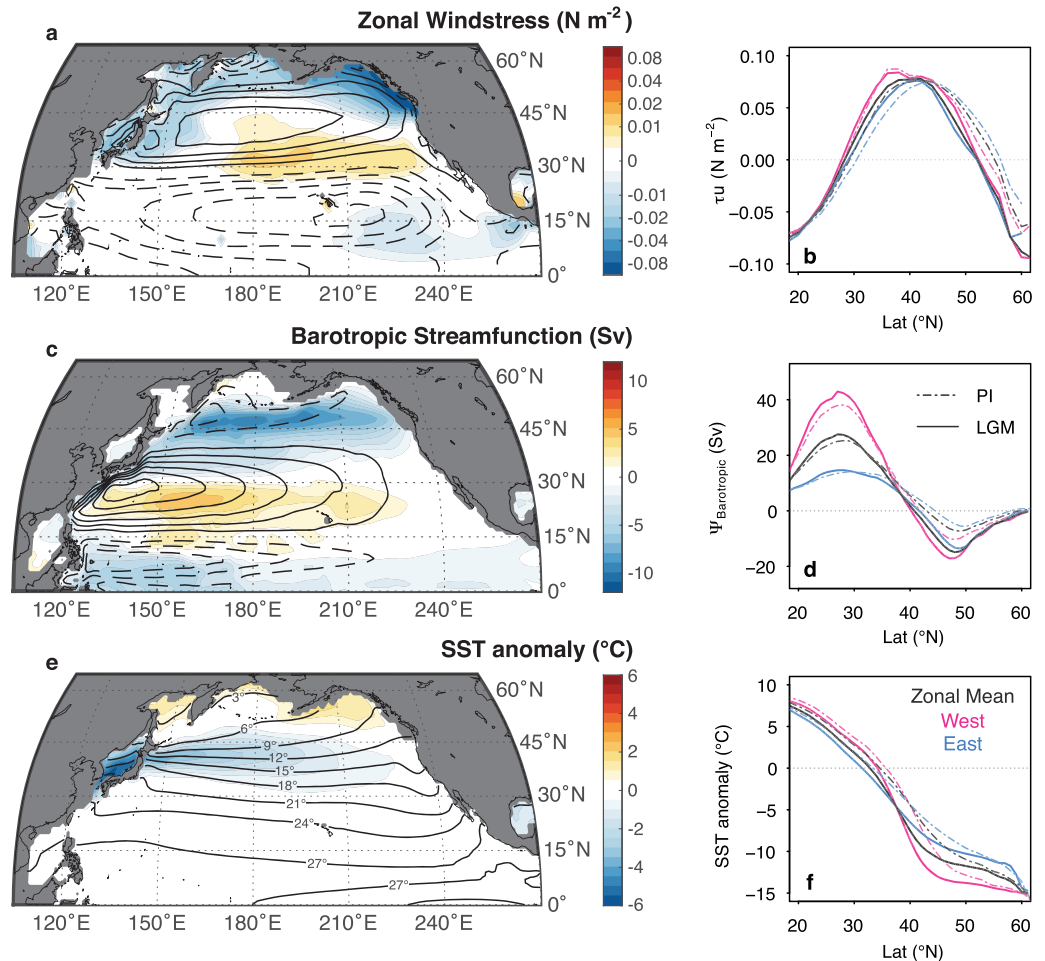 Zonal Windstress (N m-2 )
a
60°N
45°N
30°N
15°N
0°
120°E 150°E 180°E 210°E 240°E
0.08
0.04
0.02
0.01
0
-0.01
-0.02
-0.04
-0.08
0.10
0.05
0.00
−0.05
−0.10
τu (N m−2)
b
20 30 40 50 60
Lat (°N)
Barotropic Streamfunction (Sv)
c
60°N
45°N
30°N
15°N
0°
120°E 150°E 180°E 210°E 240°E
10
5
0
-5
-10
40
20
0
−20
ΨBarotropic (Sv)
PI
LGM
d
20 30 40 50 60
Lat (°N)
SST anomaly (°C)
e
60°N
45°N
30°N
15°N
0°
3°
6°
9°
12°
15°
18°
21°
24°
27°
27°
120°E 150°E 180°E 210°E 240°E
6
4
2
0
-2
-4
-6
10
5
0
−5
−10
−15
SST anomaly (°C)
Zonal Mean
West
East
f
20 30 40 50 60
Lat (°N)